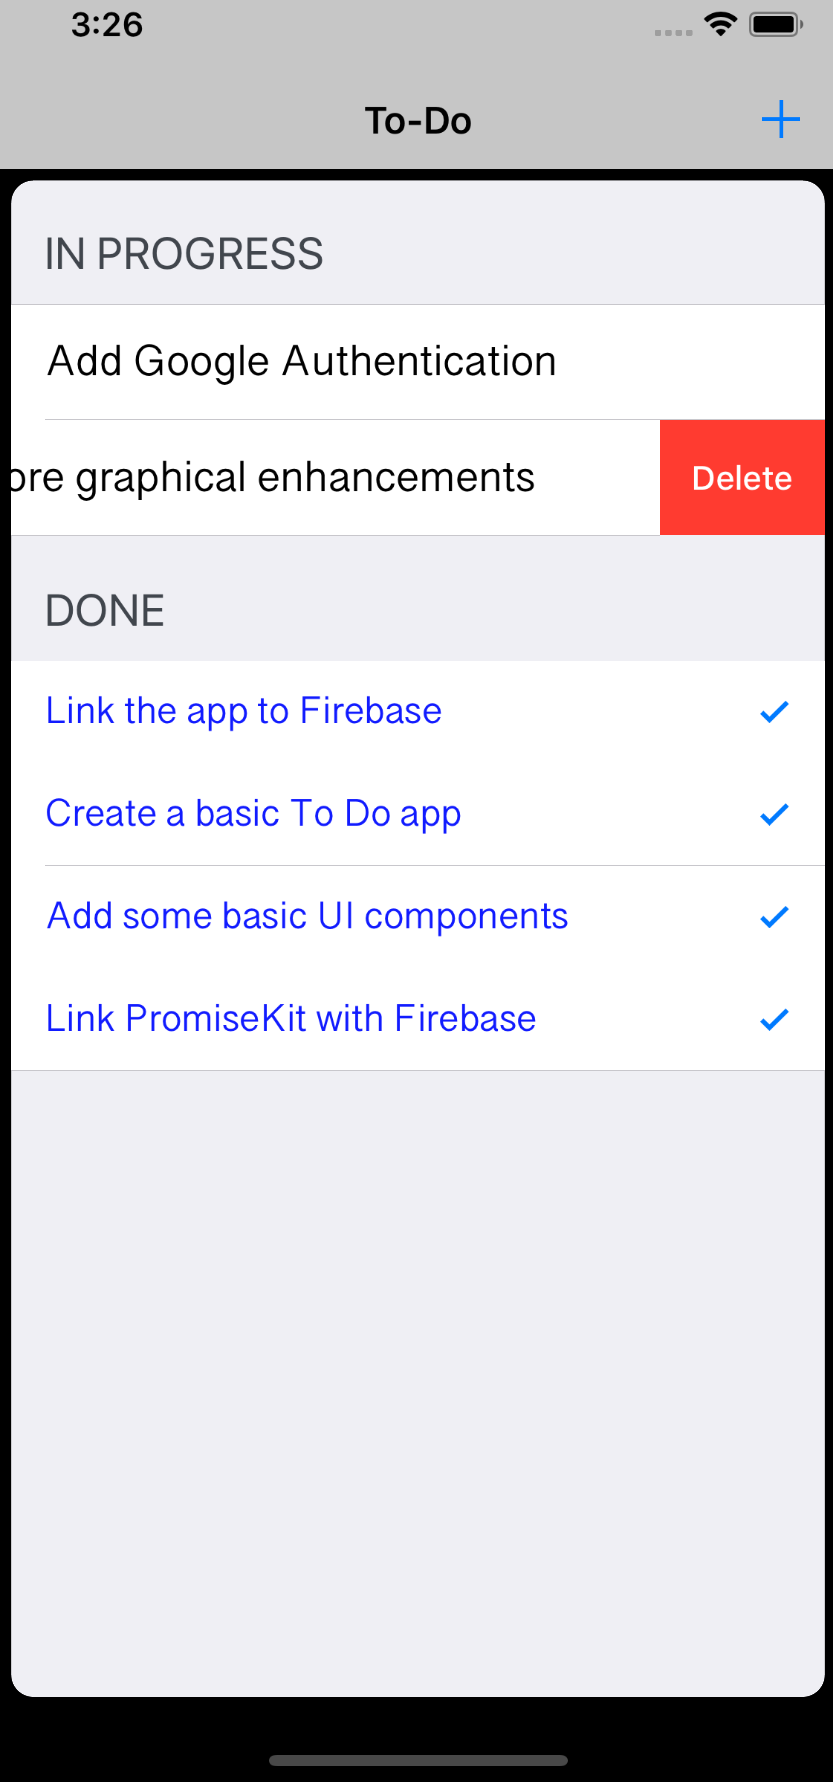 3:26
To-Do
IN PROGRESS
Add Google Authentication
ore graphical enhancements
Delete
DONE
Link the app to Firebase
Create a basic To Do app
Add some basic UI components
Link PromiseKit with Firebase